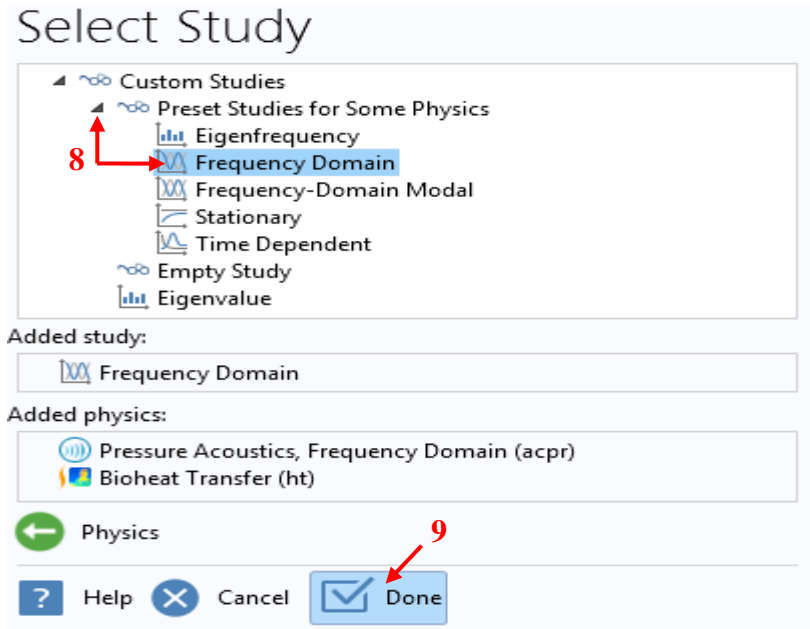 Select Study
Custom Studies
Preset Studies for Some Physics
Eigenfrequency
8 Frequency Domain
Frequency-Domain Modal
Stationary
Time Dependent
Empty Study
Eigenvalue
Added study:
Frequency Domain
Added physics:
Pressure Acoustics, Frequency Domain (acpr)
Bioheat Transfer (ht)
Physics
9
? Help Cancel Done